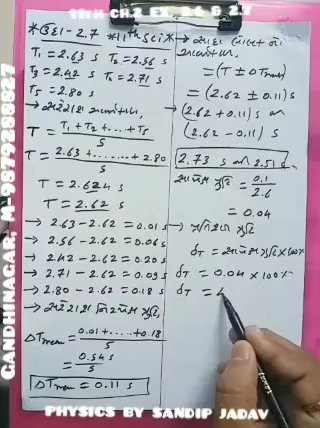 11th CH.2 EX. 2.6 & 2.7
*ઉદા-2.7 *11th Sci*
T₁ = 2.63 s T₂ = 2.56 s
T₃ = 2.42 s T₄ = 2.71 s
T₅ = 2.80 s
→ સરેરાશ આવર્તકાળ.
T = T₁ + T₂ + .... + T₅ / 5
T = 2.63 + ....... + 2.80 / 5
T = 2.624 s
T = 2.62 s
→ 2.63 - 2.62 = 0.01 s
→ 2.56 - 2.62 = 0.06 s
→ 2.42 - 2.62 = 0.20 s
→ 2.71 - 2.62 = 0.09 s
→ 2.80 - 2.62 = 0.18 s
→ સરેરાશ નિરપેક્ષ ત્રુટિ
ΔTmean = 0.01 + ..... + 0.18 / 5
= 0.54 s / 5
ΔTmean = 0.11 s
આવર્તકાળ.
= (T ± ΔTmean)
= (2.62 ± 0.11) s
→ (2.62 + 0.11) s
(2.62 - 0.11) s
2.73 s 2.51 s.
સાપેક્ષ ત્રુટિ = 0.1 / 2.6
= 0.04
→ પ્રતિશત ત્રુટિ
δT = સાપેક્ષ ત્રુટિ × 100%
δT = 0.04 × 100%
δT =
GANDHINAGAR. M-9879288827
PHYSICS BY SANDIP JADAV